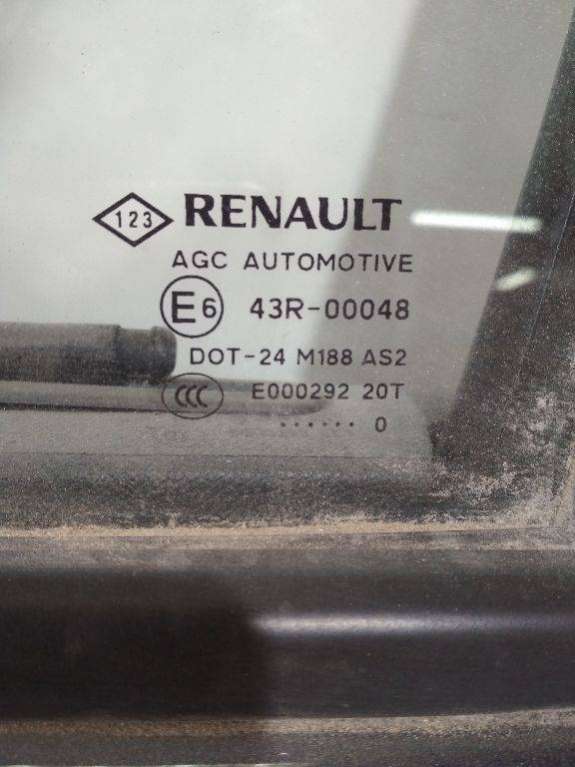 123 RENAULT
AGC AUTOMOTIVE
E6 43R-00048
DOT-24 M188 AS2
CCC E000292 20T
...... 0